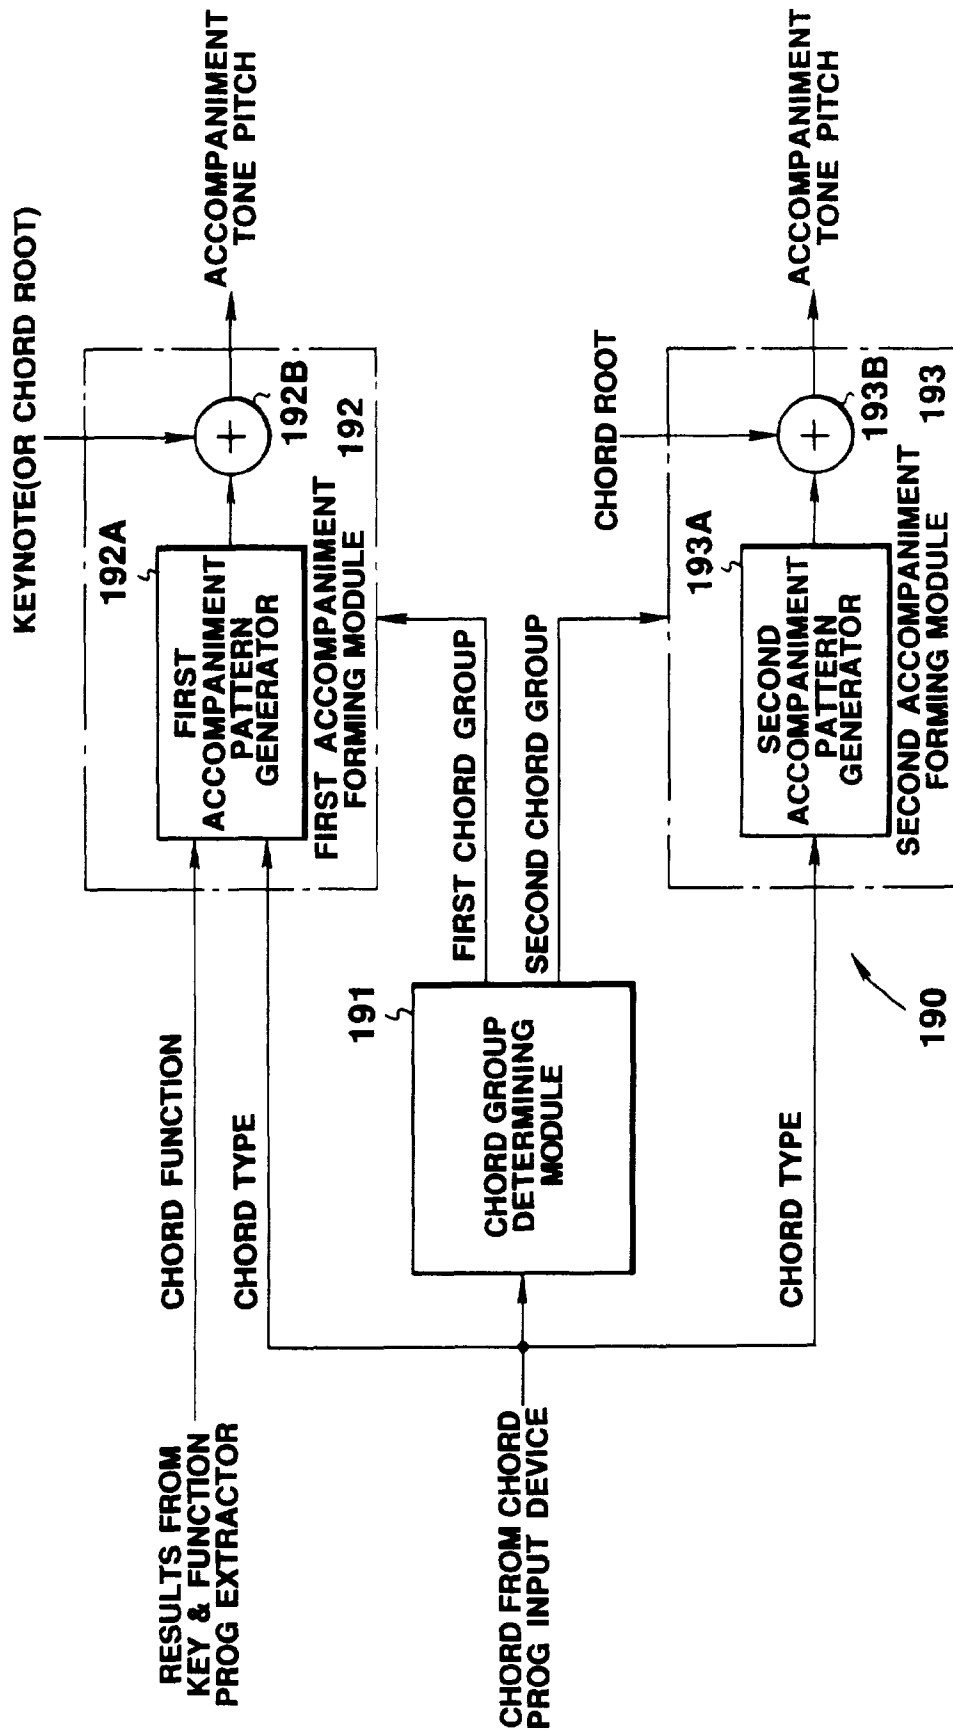 RESULTS FROM
KEY & FUNCTION
PROG EXTRACTOR
CHORD FUNCTION
CHORD TYPE
KEYNOTE(OR CHORD ROOT)
192A
FIRST
ACCOMPANIMENT
PATTERN
GENERATOR
+
192B
192
FIRST ACCOMPANIMENT
FORMING MODULE
ACCOMPANIMENT
TONE PITCH
CHORD FROM CHORD
PROG INPUT DEVICE
191
CHORD GROUP
DETERMINING
MODULE
FIRST CHORD GROUP
SECOND CHORD GROUP
CHORD TYPE
CHORD ROOT
193A
SECOND
ACCOMPANIMENT
PATTERN
GENERATOR
+
193B
193
SECOND ACCOMPANIMENT
FORMING MODULE
ACCOMPANIMENT
TONE PITCH
190